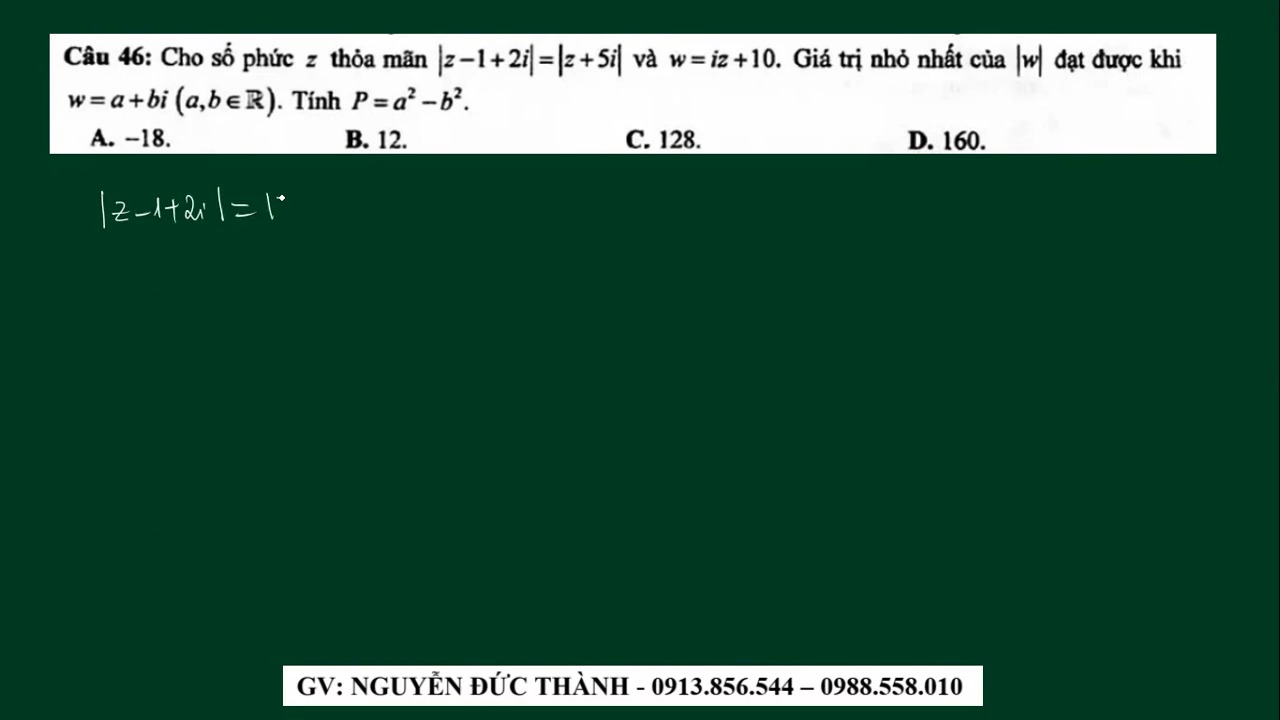 Câu 46: Cho số phức z thỏa mãn |z−1+2i|=|z+5i| và w=iz+10. Giá trị nhỏ nhất của |w| đạt được khi
w=a+bi (a,b∈ℝ). Tính P=a²−b².
A. −18. B. 12. C. 128. D. 160.
|z−1+2i|=|
GV: NGUYỄN ĐỨC THÀNH - 0913.856.544 – 0988.558.010